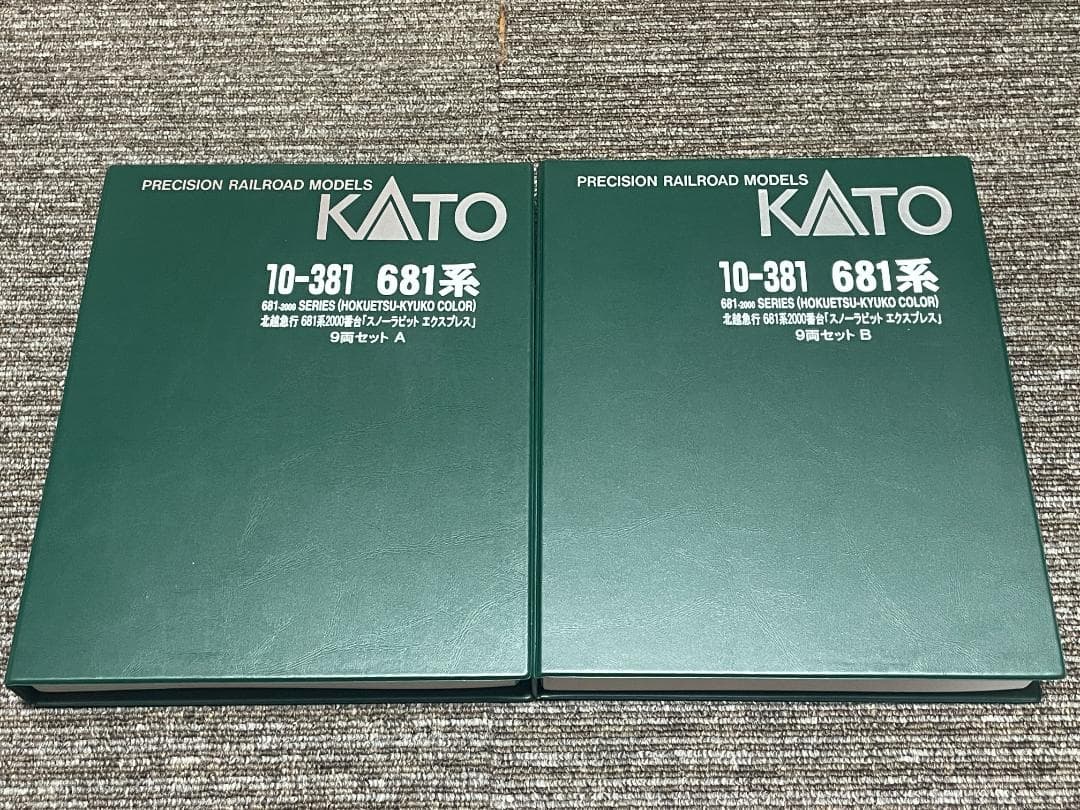 PRECISION RAILROAD MODELS
KATO
10-381 681系
681-2000 SERIES (HOKUETSU-KYUKO COLOR)
北越急行 681系2000番台「スノーラビット エクスプレス」
9両セット A
PRECISION RAILROAD MODELS
KATO
10-381 681系
681-2000 SERIES (HOKUETSU-KYUKO COLOR)
北越急行 681系2000番台「スノーラビット エクスプレス」
9両セット B